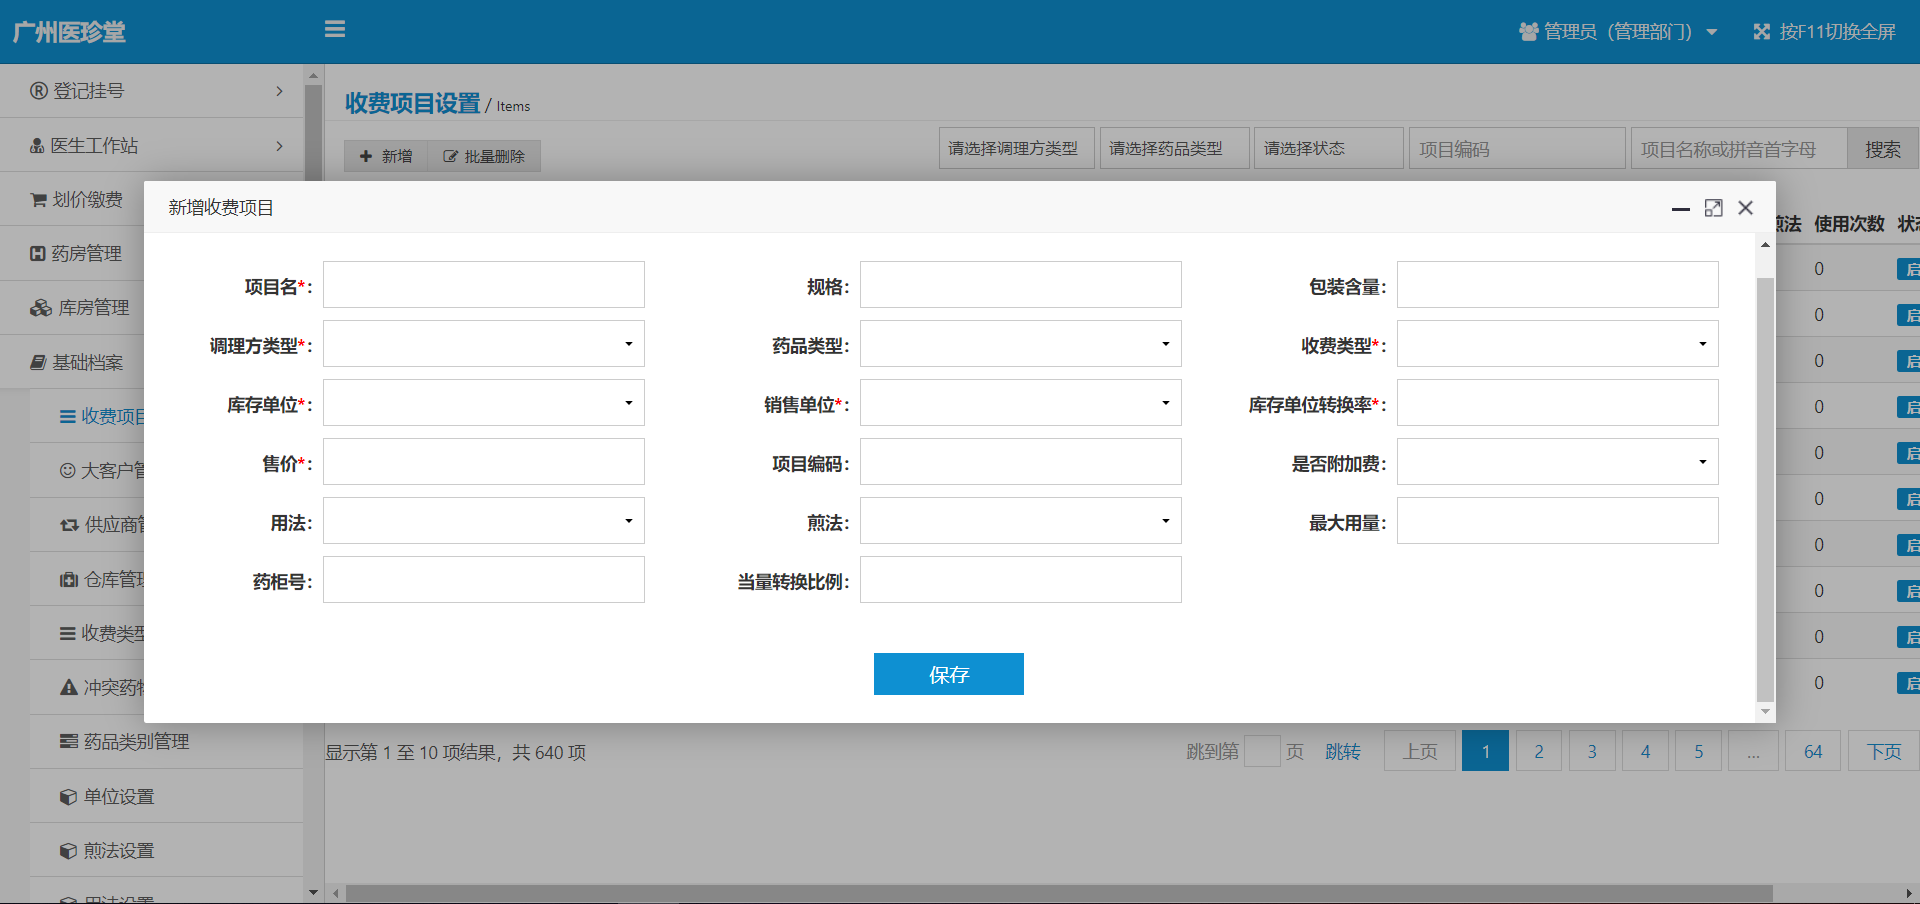 广州医珍堂
管理员（管理部门）
按F11切换全屏
登记挂号
医生工作站
划价缴费
药房管理
库房管理
基础档案
收费项目
大客户管
供应商管
仓库管理
收费类型
冲突药物
药品类别管理
单位设置
煎法设置
用法设置
收费项目设置 / Items
新增
批量删除
请选择调理方类型
请选择药品类型
请选择状态
项目编码
项目名称或拼音首字母
搜索
煎法 使用次数 状态
0 启
0 启
0 启
0 启
0 启
0 启
0 启
0 启
0 启
0 启
新增收费项目
项目名*：
规格：
包装含量：
调理方类型*：
药品类型：
收费类型*：
库存单位*：
销售单位*：
库存单位转换率*：
售价*：
项目编码：
是否附加费：
用法：
煎法：
最大用量：
药柜号：
当量转换比例：
保存
显示第 1 至 10 项结果，共 640 项
跳到第 页 跳转 上页 1 2 3 4 5 ... 64 下页